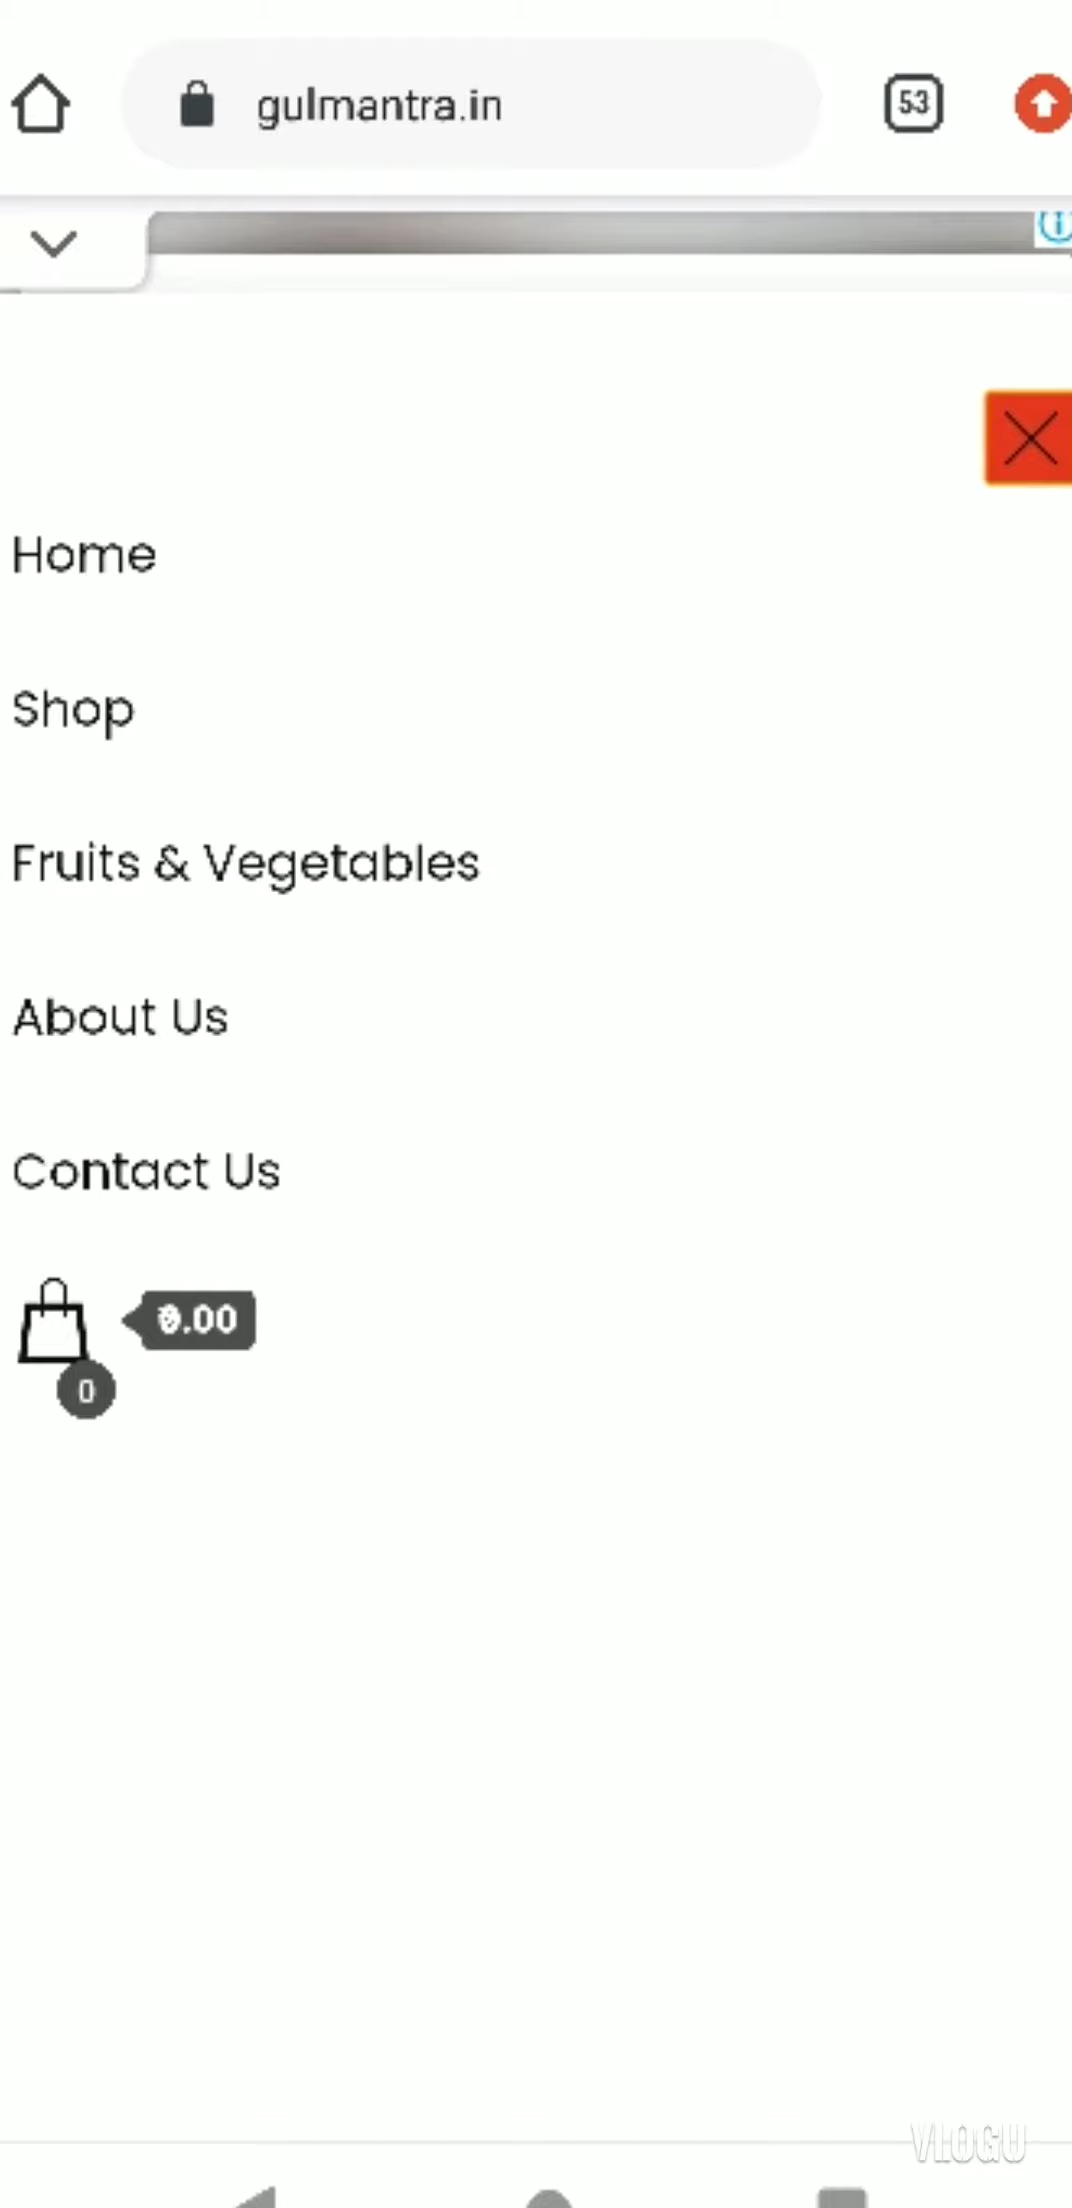 gulmantra.in
53
Home
Shop
Fruits & Vegetables
About Us
Contact Us
0.00
0
VLOGU